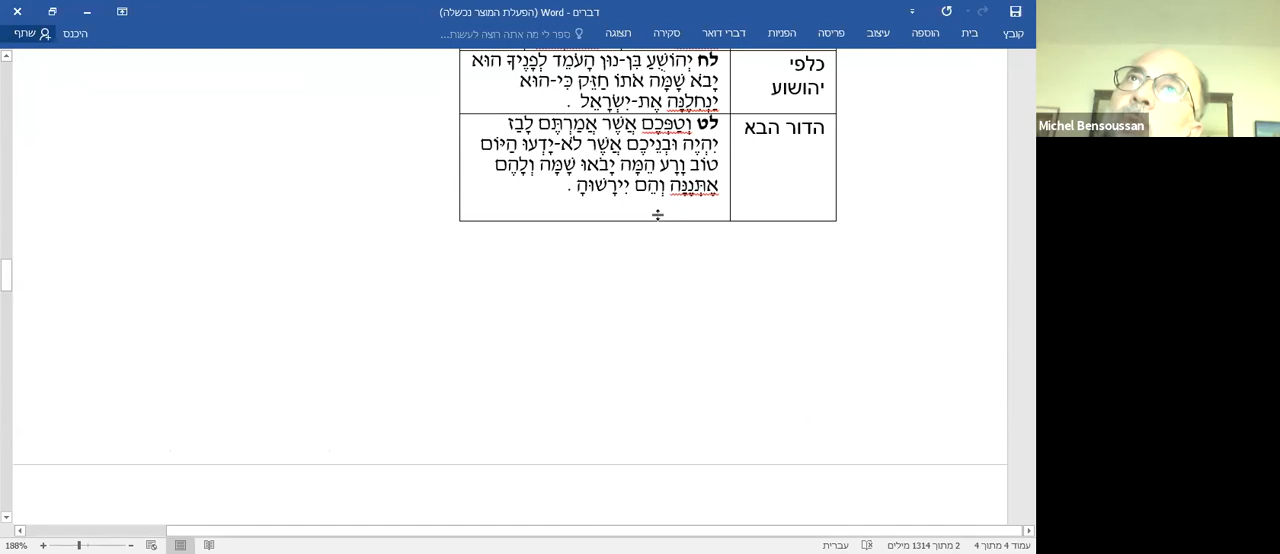 דברים - Word (הפעלת המוצר נכשלה)
קובץ
בית
הוספה
עיצוב
פריסה
הפניות
דברי דואר
סקירה
תצוגה
ספר לי מה אתה רוצה לעשות...
היכנס
שתף
כלפי
יהושוע
לח יְהוֹשֻׁעַ בִּן-נוּן הָעֹמֵד לְפָנֶיךָ הוּא
יָבֹא שָׁמָּה אֹתוֹ חַזֵּק כִּי-הוּא
יַנְחִלֶנָּה אֶת-יִשְׂרָאֵל .
הדור הבא
לט וְטַפְּכֶם אֲשֶׁר אֲמַרְתֶּם לָבַז
יִהְיֶה וּבְנֵיכֶם אֲשֶׁר לֹא-יָדְעוּ הַיּוֹם
טוֹב וָרָע הֵמָּה יָבֹאוּ שָׁמָּה וְלָהֶם
אֶתְּנֶנָּה וְהֵם יִירָשׁוּהָ .
Michel Bensoussan
עמוד 4 מתוך 4
2 מתוך 1314 מילים
עברית
188%